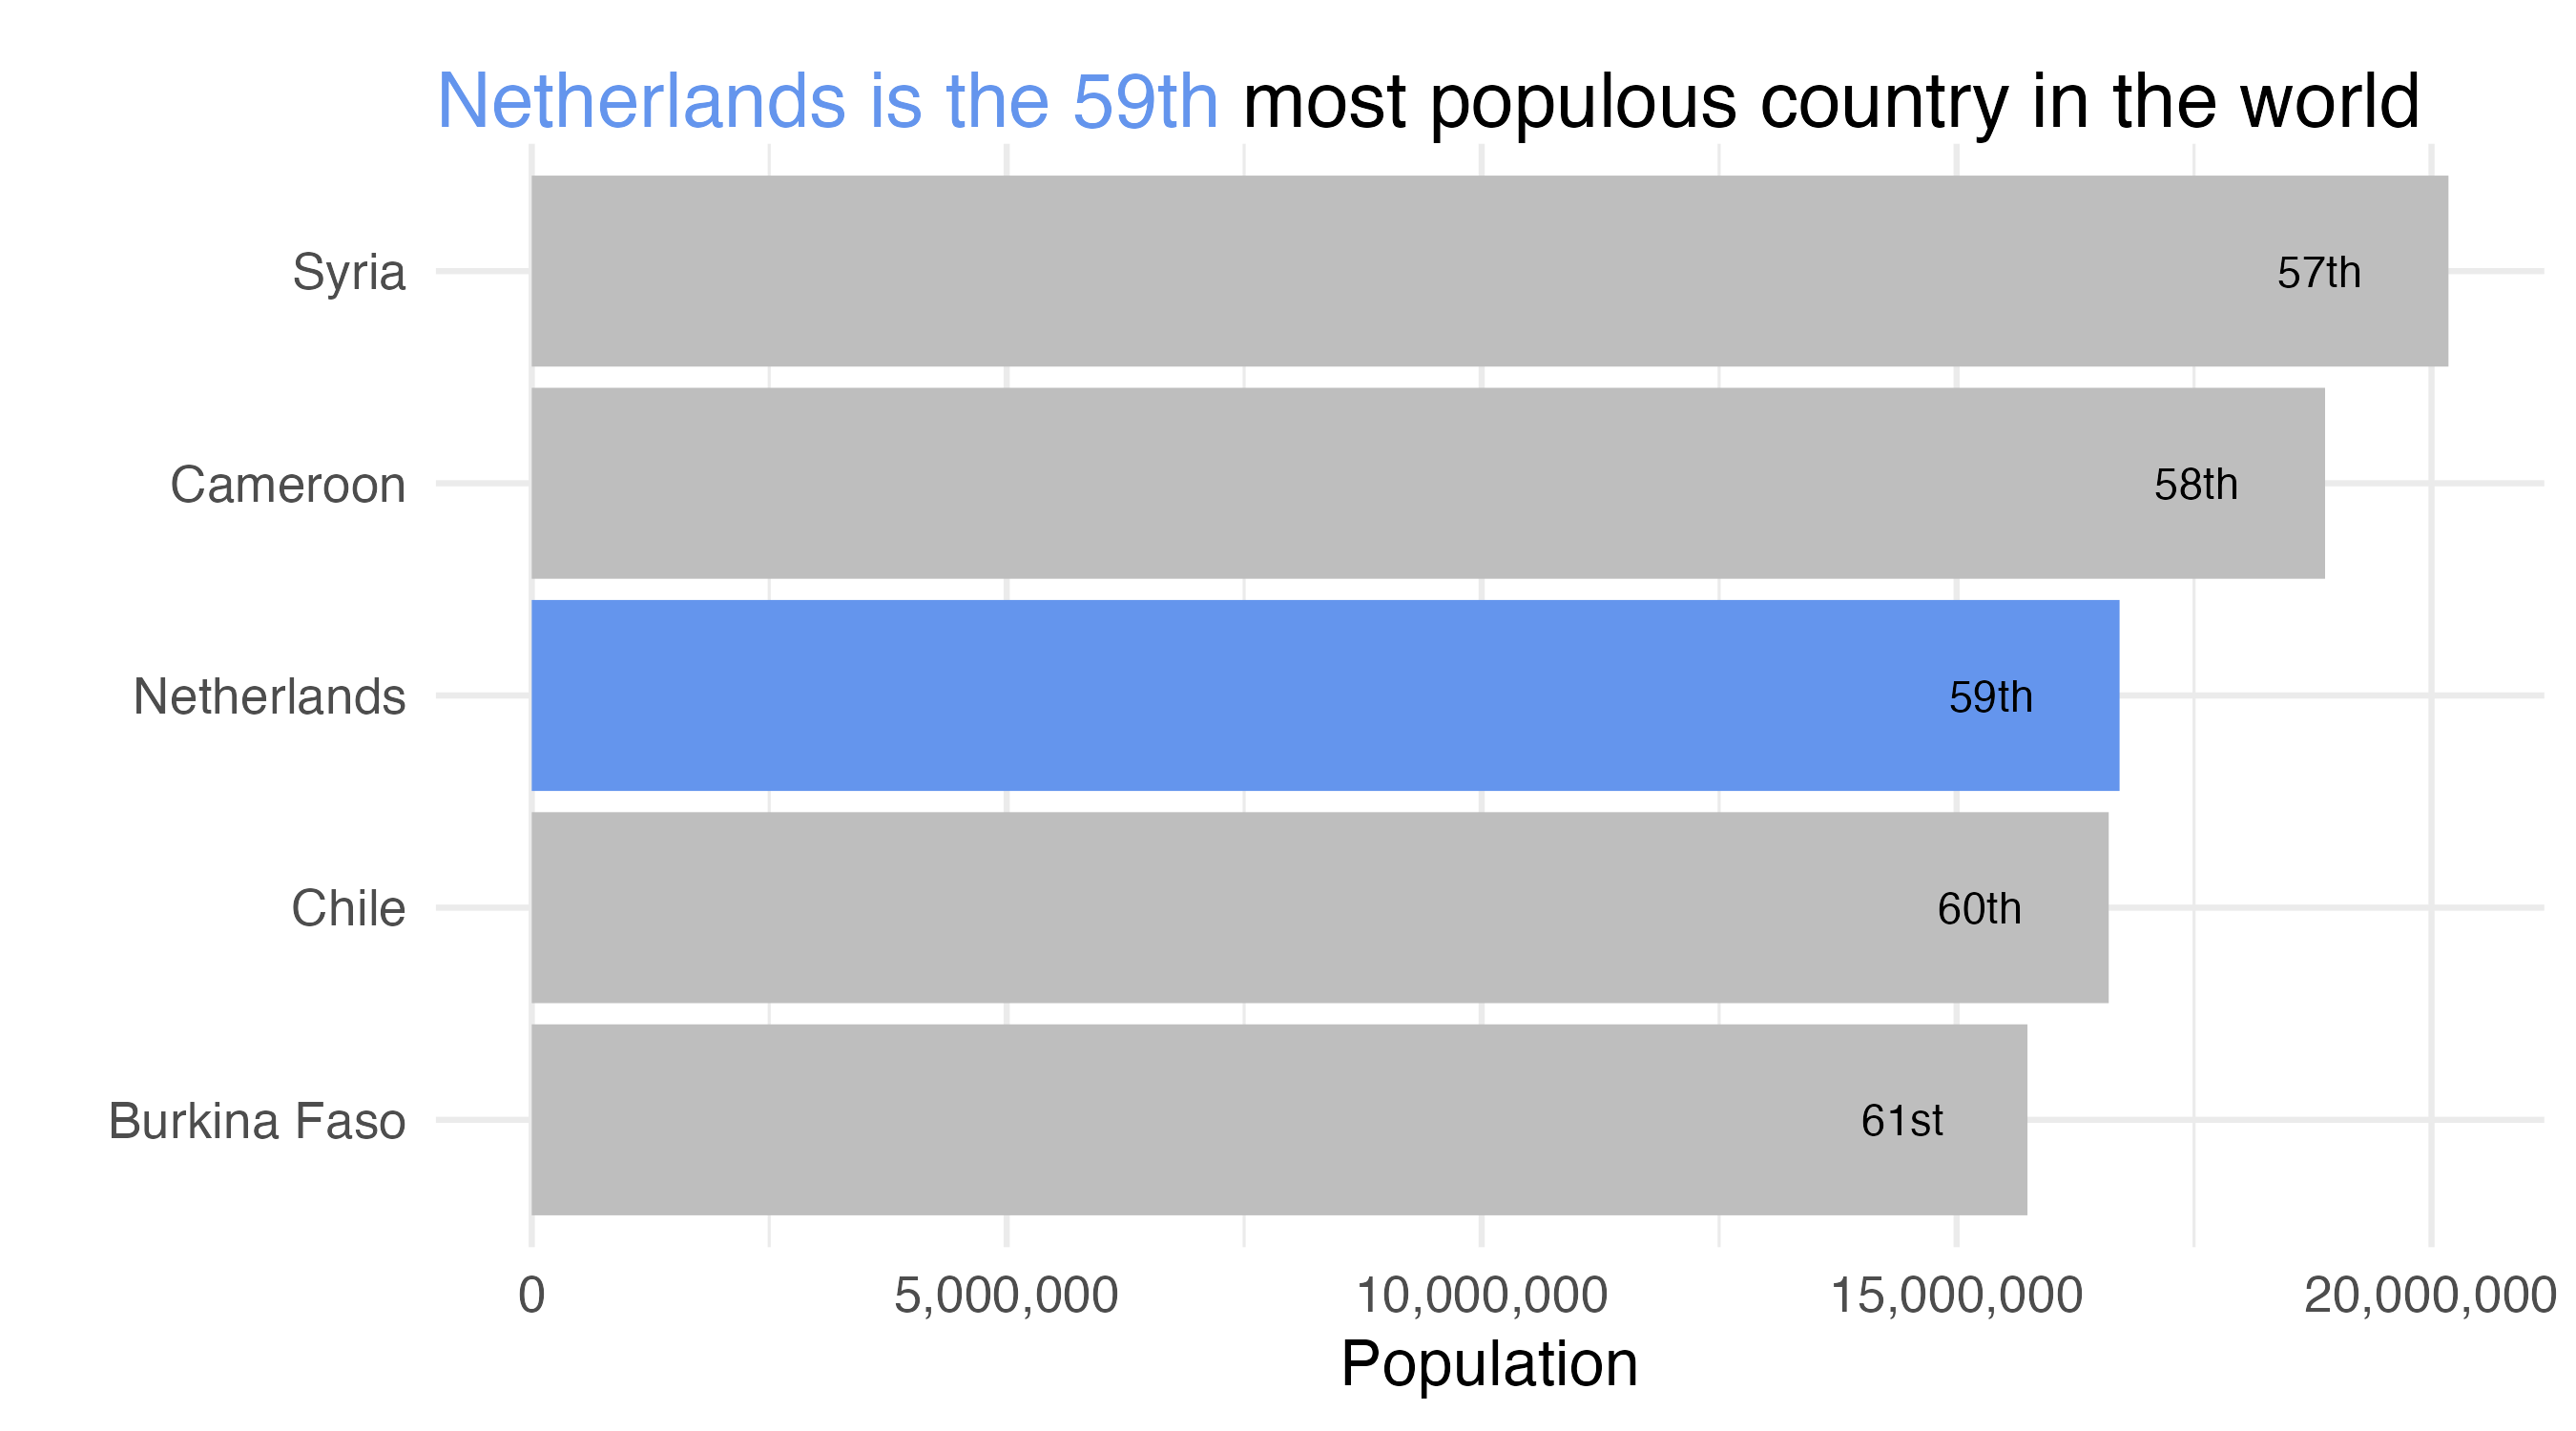 Netherlands is the 59th most populous country in the world
Syria
57th
Cameroon
58th
Netherlands
59th
Chile
60th
Burkina Faso
61st
0 5,000,000 10,000,000 15,000,000 20,000,000
Population